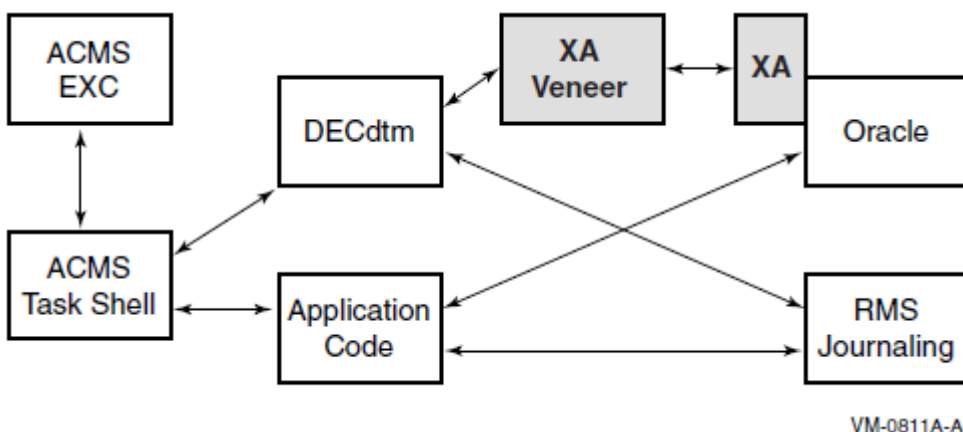 ACMS
EXC
XA
Veneer
XA
DECdtm
Oracle
ACMS
Task Shell
Application
Code
RMS
Journaling
VM-0811A-AI